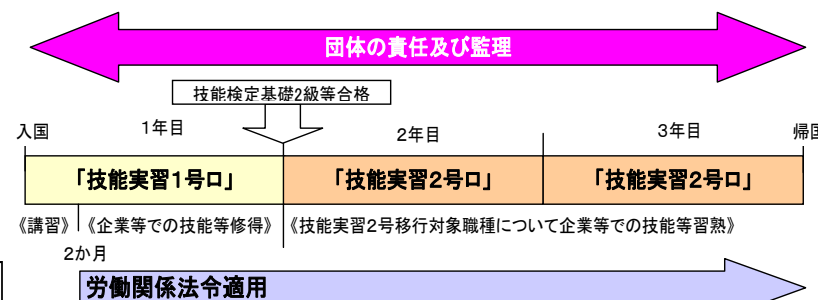 団体の責任及び監理
技能検定基礎2級等合格
入国 1年目 2年目 3年目 帰国
「技能実習1号ロ」 「技能実習2号ロ」 「技能実習2号ロ」
《講習》 《企業等での技能等修得》 《技能実習2号移行対象職種について企業等での技能等習熟》
2か月
労働関係法令適用